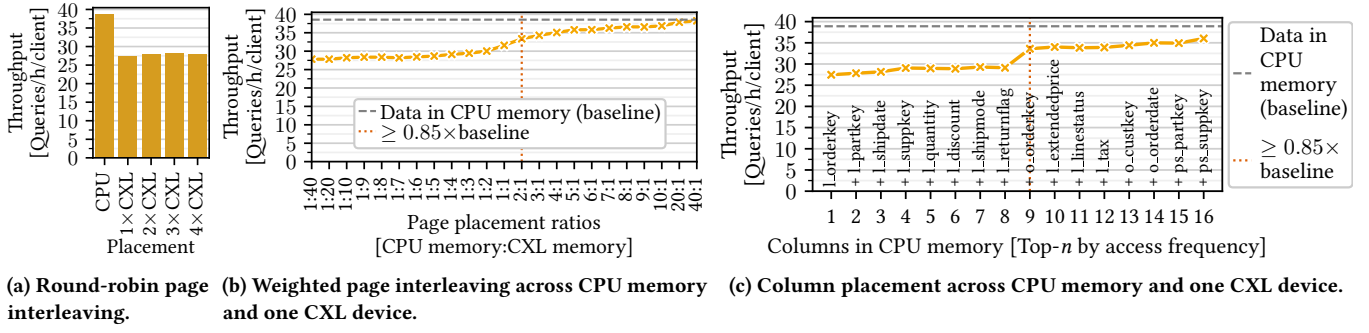 Throughput
[Queries/h/client]
40
35
30
25
20
15
10
5
0
CPU
1×CXL
2×CXL
3×CXL
4×CXL
Placement
(a) Round-robin page
interleaving.
Throughput
[Queries/h/client]
40
35
30
25
20
15
10
5
0
Data in CPU memory (baseline)
≥ 0.85×baseline
1:40
1:20
1:10
1:9
1:8
1:7
1:6
1:5
1:4
1:3
1:2
1:1
2:1
3:1
4:1
5:1
6:1
7:1
8:1
9:1
10:1
20:1
40:1
Page placement ratios
[CPU memory:CXL memory]
(b) Weighted page interleaving across CPU memory
and one CXL device.
Throughput
[Queries/h/client]
40
35
30
25
20
15
10
5
0
l_orderkey
+ l_partkey
+ l_shipdate
+ l_suppkey
+ l_quantity
+ l_discount
+ l_shipmode
+ l_returnflag
+ o_orderkey
+ l_extendedprice
+ l_linestatus
+ l_tax
+ o_custkey
+ o_orderdate
+ ps_partkey
+ ps_suppkey
1 2 3 4 5 6 7 8 9 10 11 12 13 14 15 16
Columns in CPU memory [Top-n by access frequency]
Data in
CPU
memory
(baseline)
≥ 0.85×
baseline
(c) Column placement across CPU memory and one CXL device.